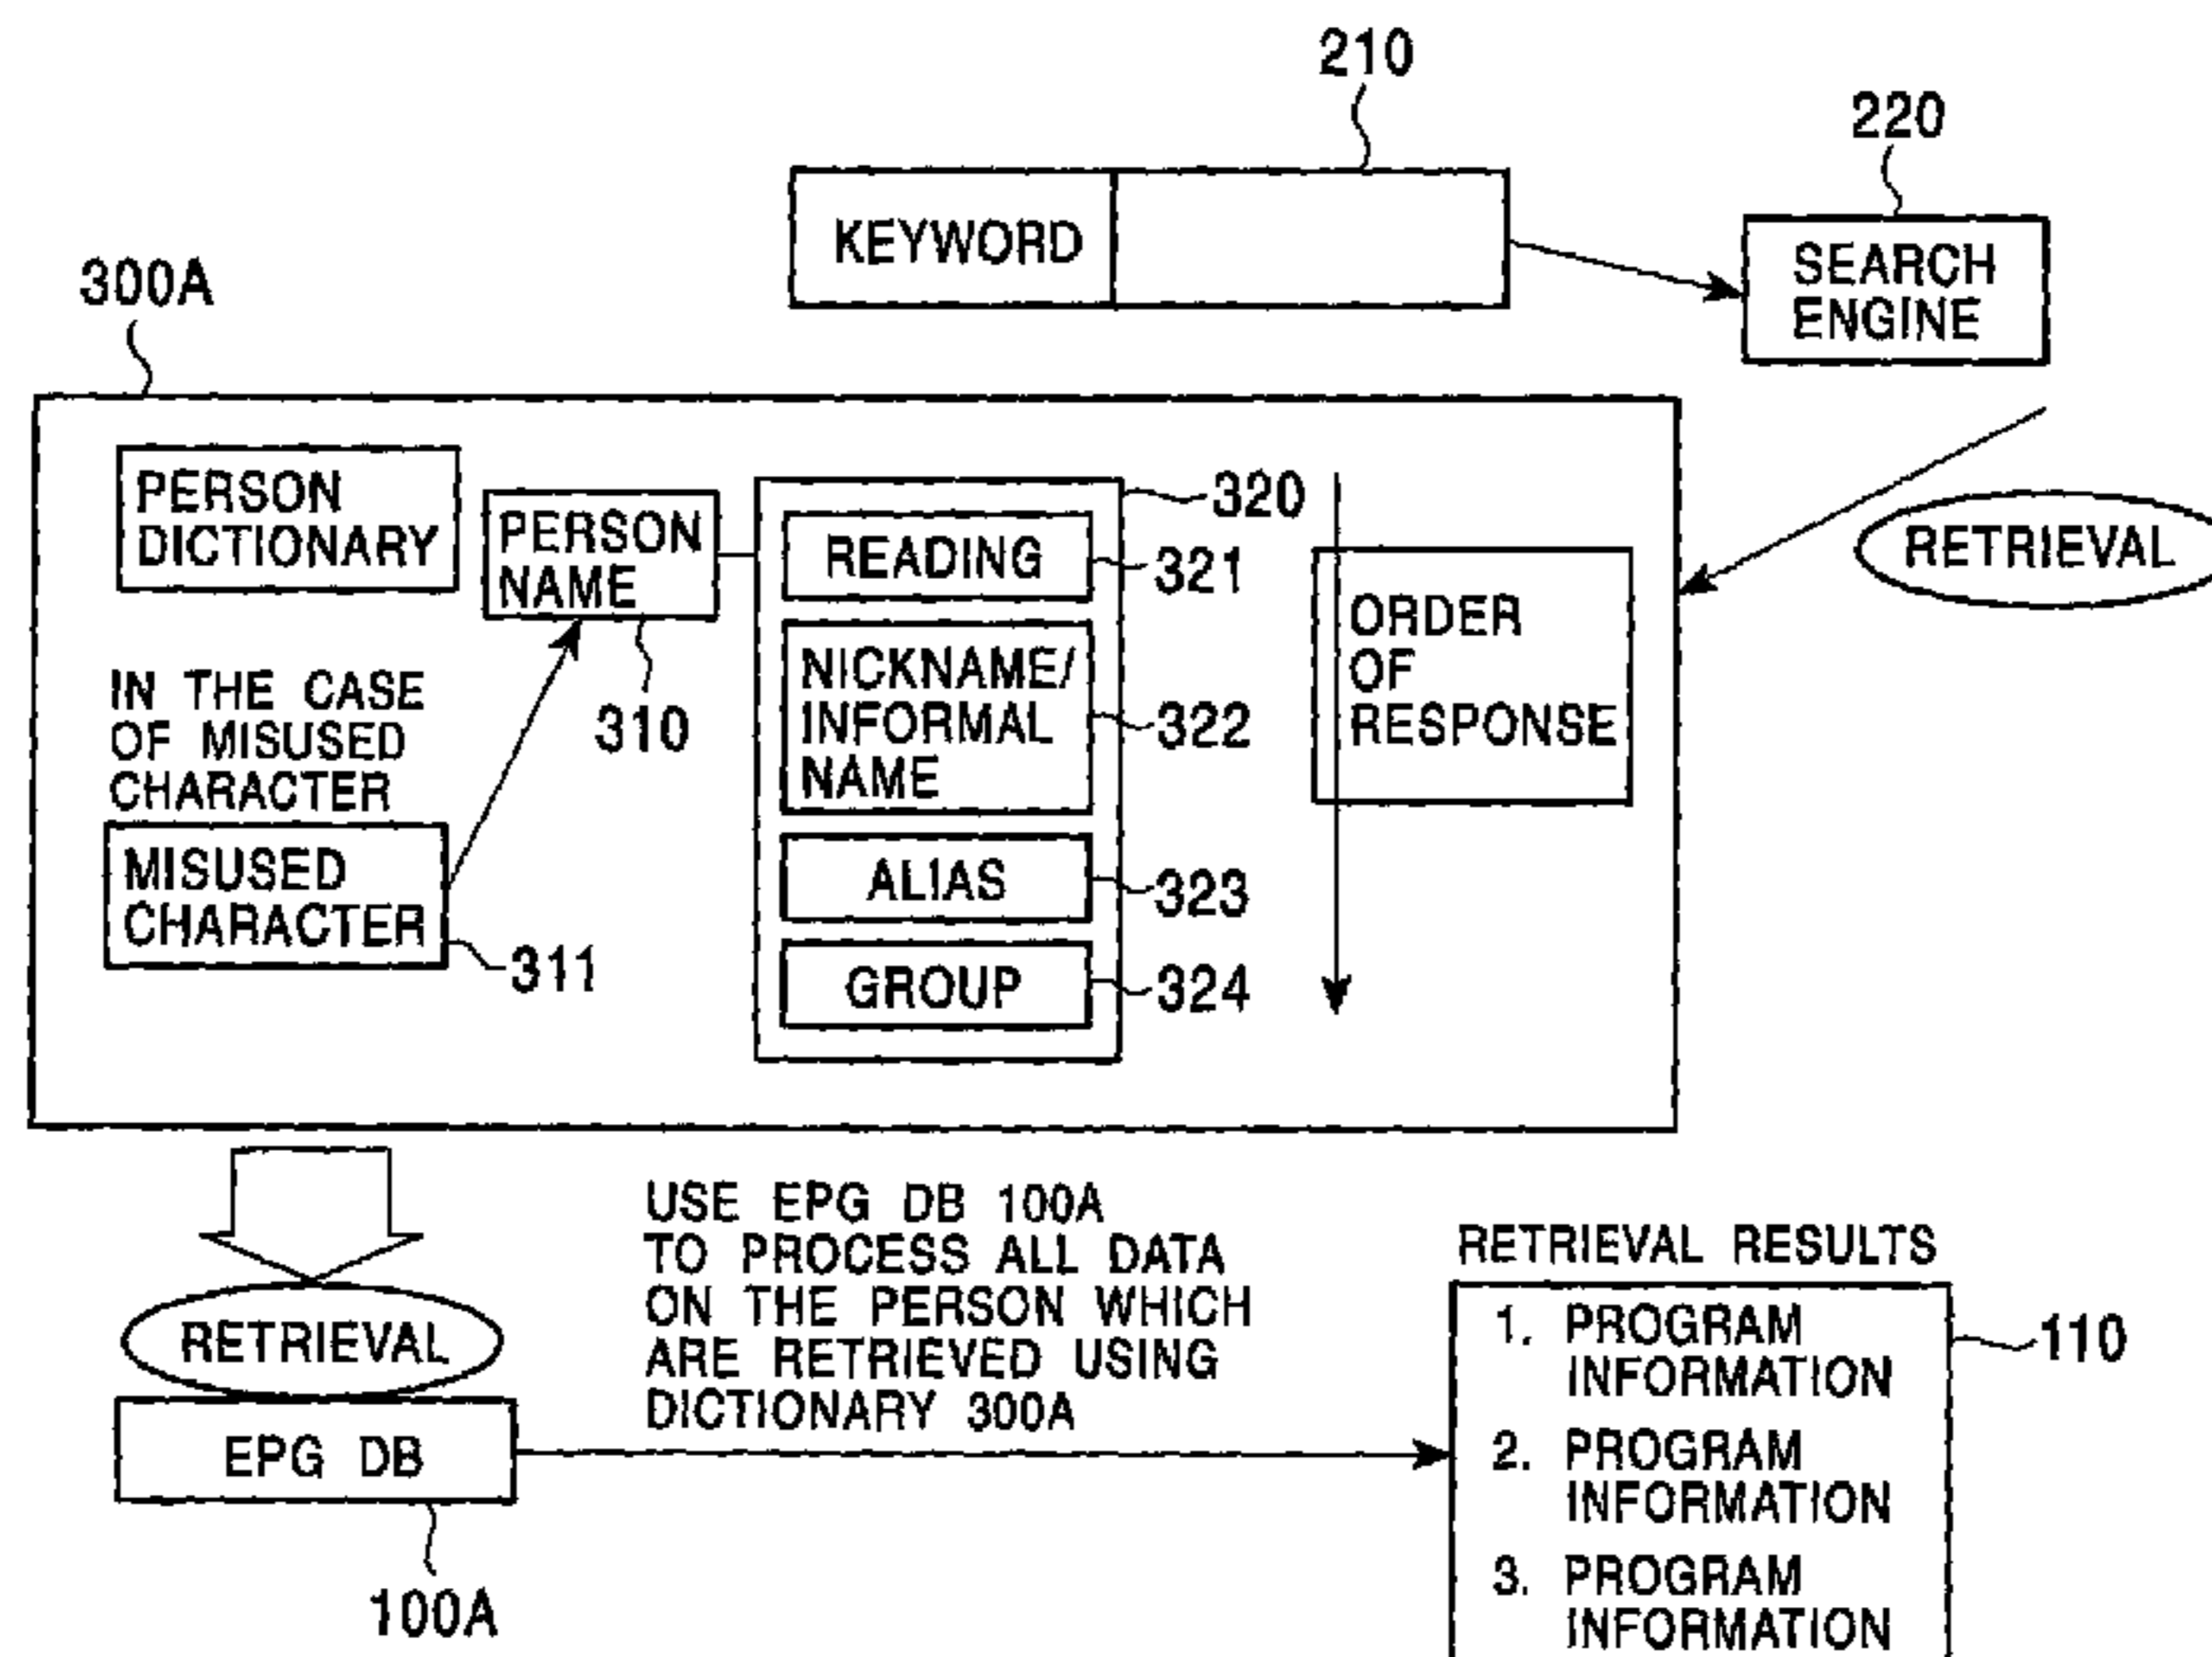 210
220
KEYWORD
SEARCH
ENGINE
300A
PERSON
DICTIONARY
PERSON
NAME
310
320
READING
321
NICKNAME/
INFORMAL
NAME
322
ALIAS
323
GROUP
324
ORDER
OF
RESPONSE
RETRIEVAL
IN THE CASE
OF MISUSED
CHARACTER
MISUSED
CHARACTER
311
RETRIEVAL
EPG DB
100A
USE EPG DB 100A
TO PROCESS ALL DATA
ON THE PERSON WHICH
ARE RETRIEVED USING
DICTIONARY 300A
RETRIEVAL RESULTS
1. PROGRAM
INFORMATION
2. PROGRAM
INFORMATION
3. PROGRAM
INFORMATION
110